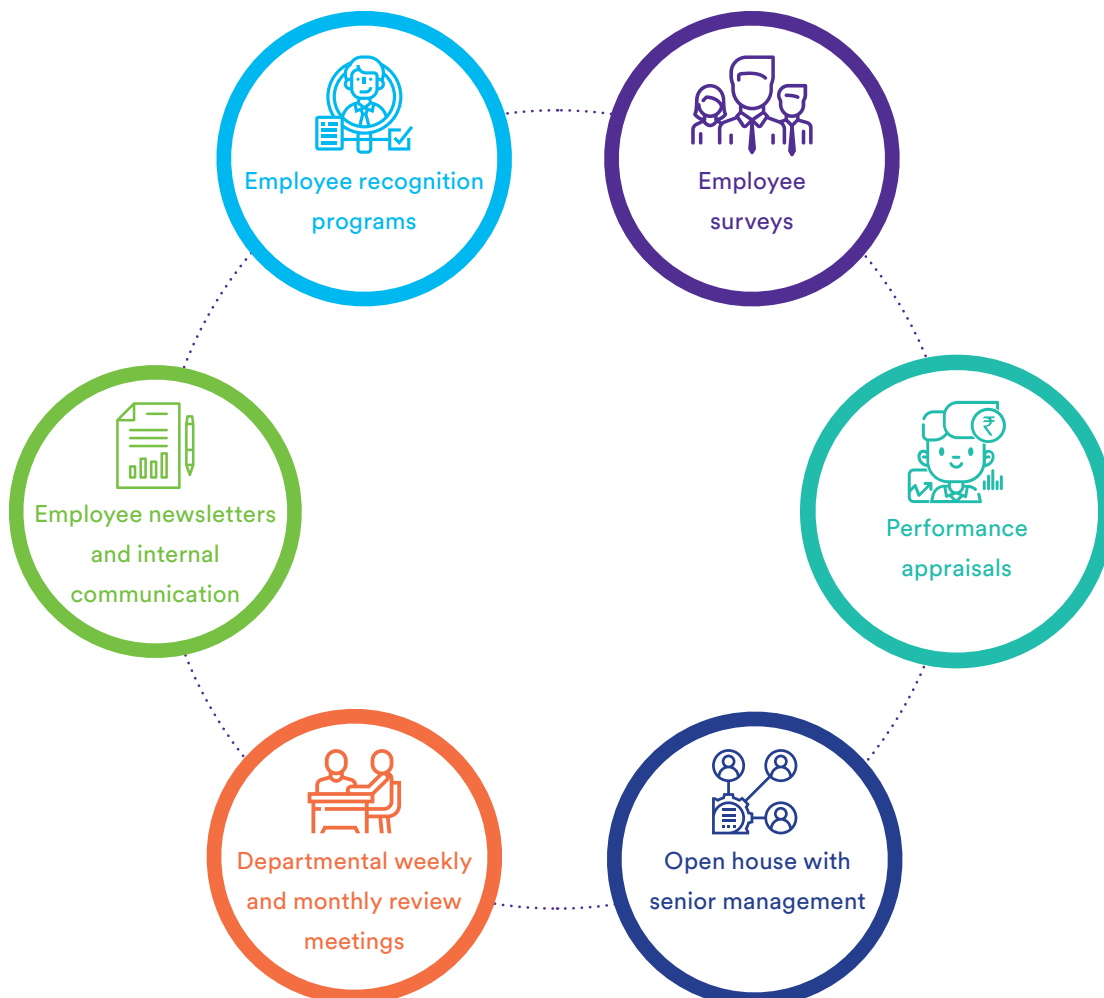 Employee recognition
programs
Employee
surveys
Employee newsletters
and internal
communication
₹
Performance
appraisals
Departmental weekly
and monthly review
meetings
Open house with
senior management